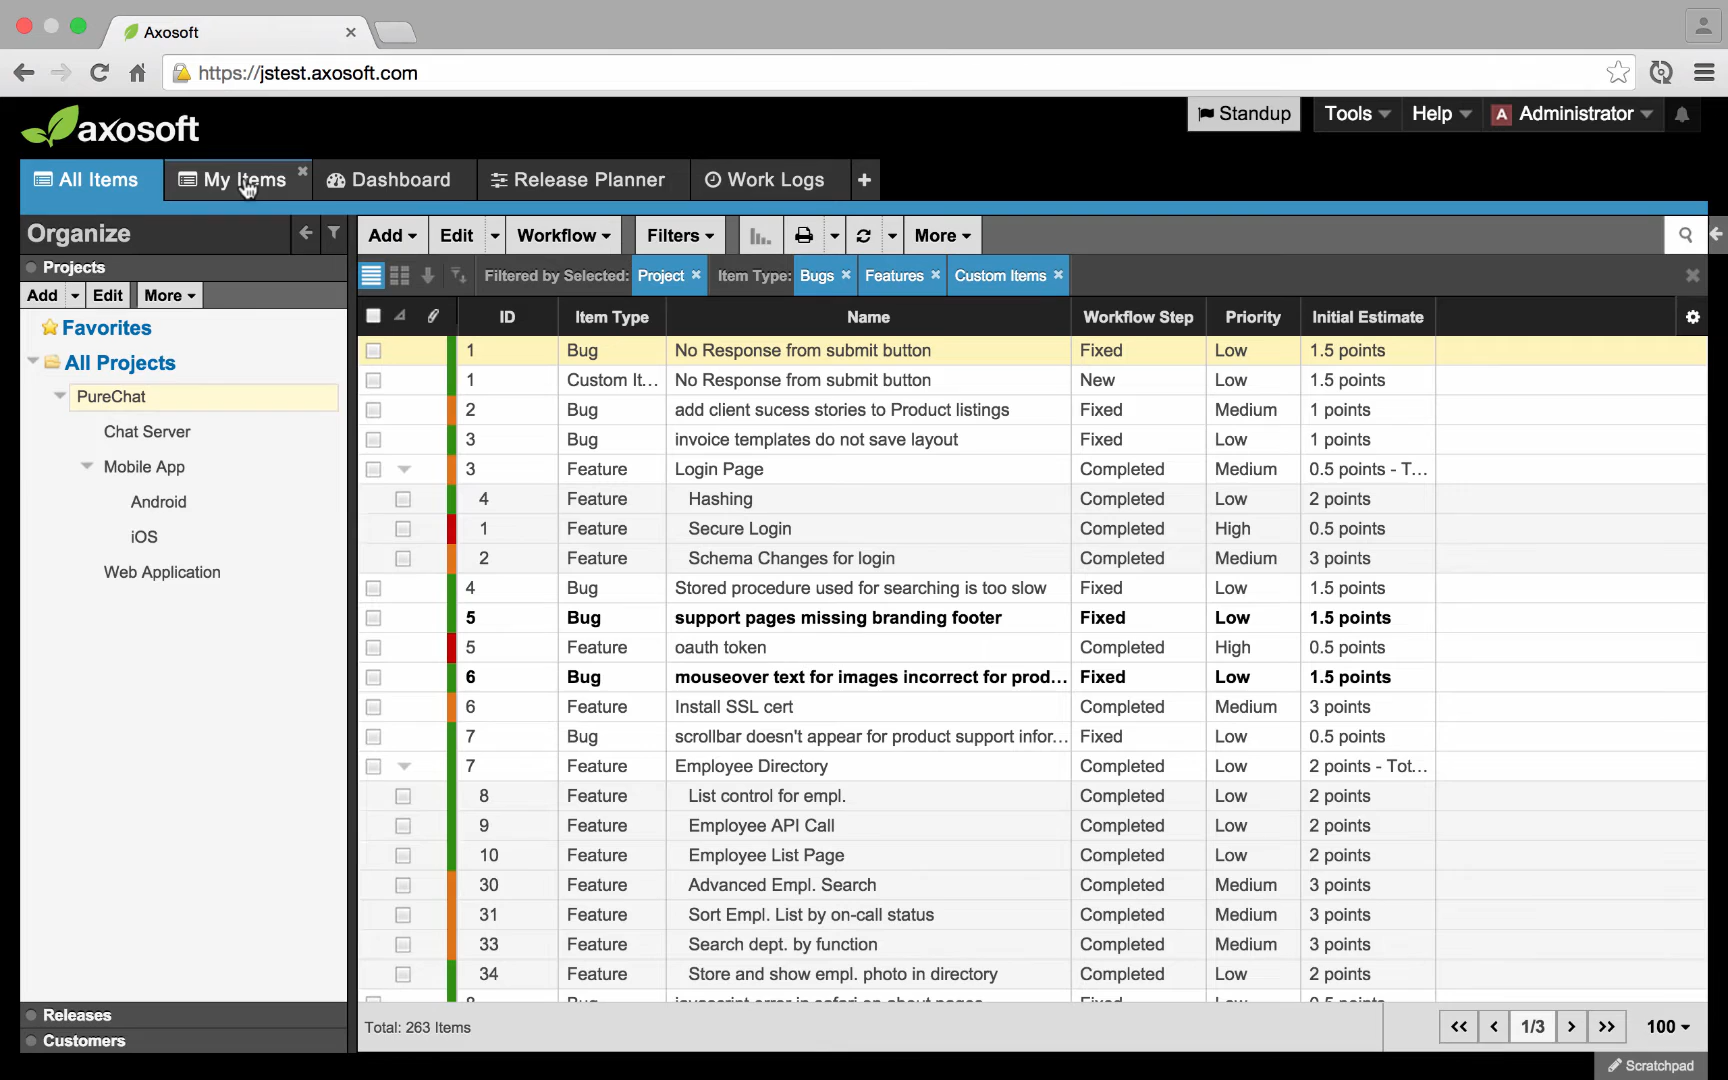 Axosoft
https://jstest.axosoft.com
axosoft
Standup
Tools
Help
A Administrator
All Items
My Items
Dashboard
Release Planner
Work Logs
+
Organize
Projects
Add
Edit
More
Favorites
All Projects
PureChat
Chat Server
Mobile App
Android
iOS
Web Application
Releases
Customers
Add Edit Workflow Filters More
Filtered by Selected: Project × Item Type: Bugs × Features × Custom Items ×
ID Item Type Name Workflow Step Priority Initial Estimate
1 Bug No Response from submit button Fixed Low 1.5 points
1 Custom It... No Response from submit button New Low 1.5 points
2 Bug add client sucess stories to Product listings Fixed Medium 1 points
3 Bug invoice templates do not save layout Fixed Low 1 points
3 Feature Login Page Completed Medium 0.5 points - T...
4 Feature Hashing Completed Low 2 points
1 Feature Secure Login Completed High 0.5 points
2 Feature Schema Changes for login Completed Medium 3 points
4 Bug Stored procedure used for searching is too slow Fixed Low 1.5 points
5 Bug support pages missing branding footer Fixed Low 1.5 points
5 Feature oauth token Completed High 0.5 points
6 Bug mouseover text for images incorrect for prod... Fixed Low 1.5 points
6 Feature Install SSL cert Completed Medium 3 points
7 Bug scrollbar doesn't appear for product support infor... Fixed Low 0.5 points
7 Feature Employee Directory Completed Low 2 points - Tot...
8 Feature List control for empl. Completed Low 2 points
9 Feature Employee API Call Completed Low 2 points
10 Feature Employee List Page Completed Low 2 points
30 Feature Advanced Empl. Search Completed Medium 3 points
31 Feature Sort Empl. List by on-call status Completed Medium 3 points
33 Feature Search dept. by function Completed Medium 3 points
34 Feature Store and show empl. photo in directory Completed Low 2 points
Total: 263 Items
<< < 1/3 > >> 100
Scratchpad